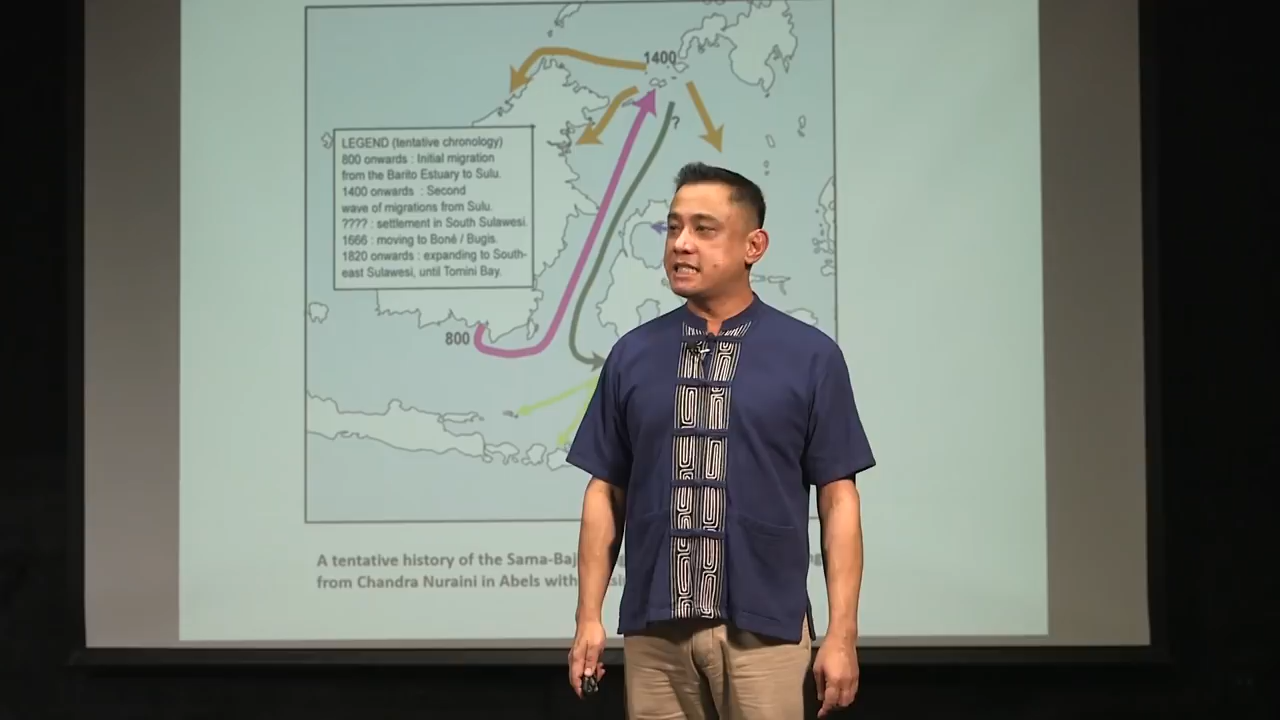 1400
?
LEGEND (tentative chronology)
800 onwards : Initial migration
from the Barito Estuary to Sulu.
1400 onwards : Second
wave of migrations from Sulu.
???? : settlement in South Sulawesi.
1666 : moving to Boné / Bugis.
1820 onwards : expanding to South-
east Sulawesi, until Tomini Bay.
800
A tentative history of the Sama-Baj
from Chandra Nuraini in Abels with